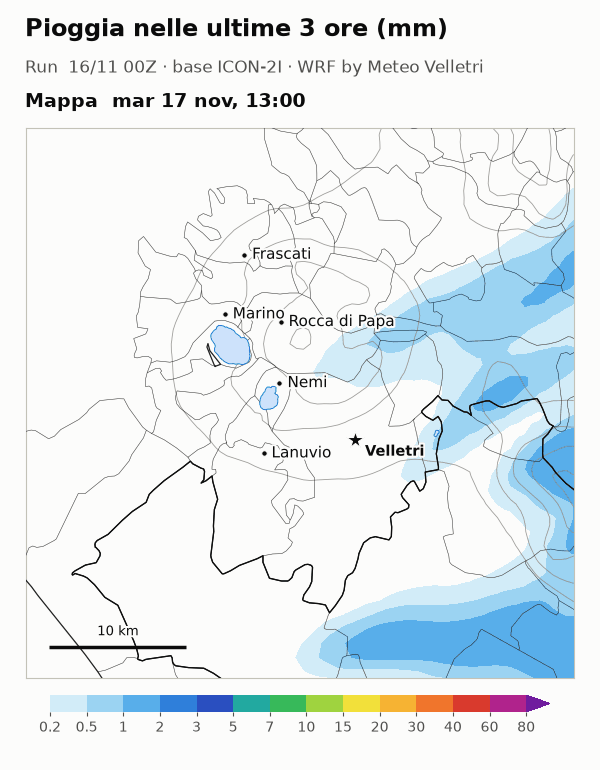 Pioggia nelle ultime 3 ore (mm)
Run  16/11 00Z · base ICON-2I · WRF by Meteo Velletri
Mappa  mar 17 nov, 13:00
Frascati
Marino
Rocca di Papa
Nemi
Velletri
Lanuvio
10 km
0.2 0.5 1 2 3 5 7 10 15 20 30 40 60 80